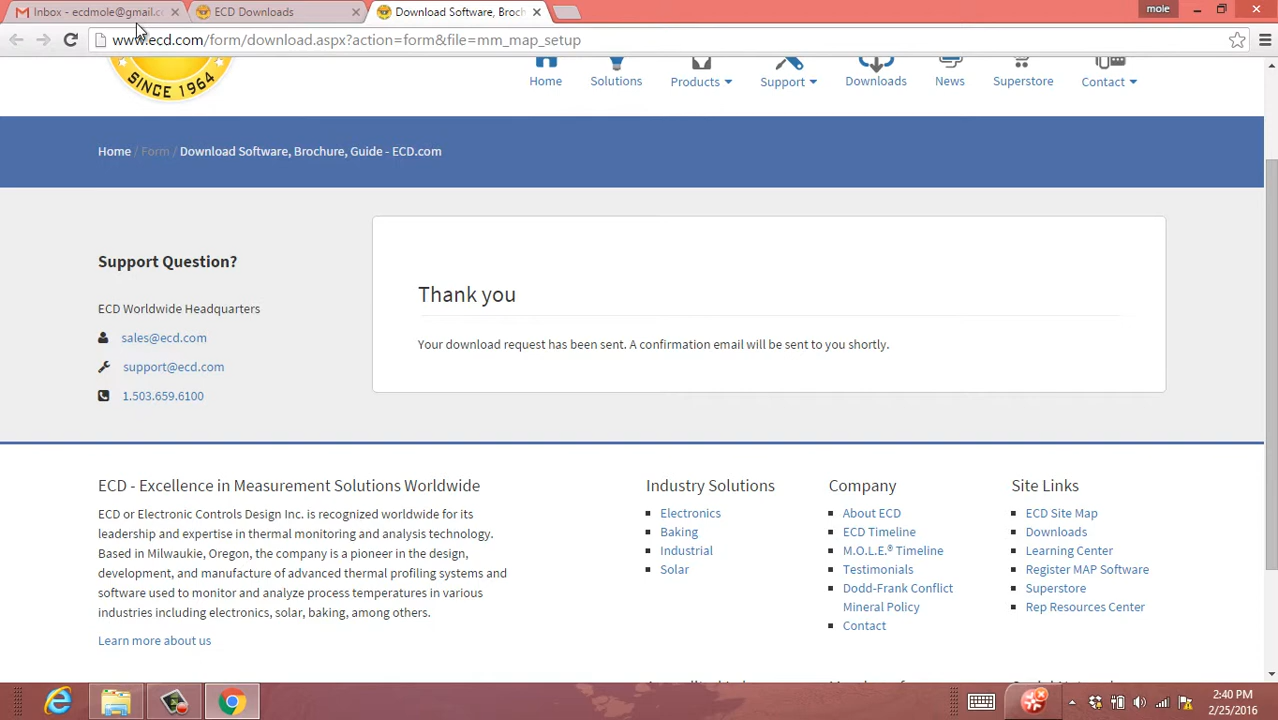 Inbox - ecdmole@gmail.c
ECD Downloads
Download Software, Broch
mole
www.ecd.com/form/download.aspx?action=form&file=mm_map_setup
SINCE 1964
Home
Solutions
Products
Support
Downloads
News
Superstore
Contact
Home / Form / Download Software, Brochure, Guide - ECD.com
Support Question?
ECD Worldwide Headquarters
sales@ecd.com
support@ecd.com
1.503.659.6100
Thank you
Your download request has been sent. A confirmation email will be sent to you shortly.
ECD - Excellence in Measurement Solutions Worldwide
ECD or Electronic Controls Design Inc. is recognized worldwide for its
leadership and expertise in thermal monitoring and analysis technology.
Based in Milwaukie, Oregon, the company is a pioneer in the design,
development, and manufacture of advanced thermal profiling systems and
software used to monitor and analyze process temperatures in various
industries including electronics, solar, baking, among others.
Learn more about us
Industry Solutions
Electronics
Baking
Industrial
Solar
Company
About ECD
ECD Timeline
M.O.L.E.® Timeline
Testimonials
Dodd-Frank Conflict
Mineral Policy
Contact
Site Links
ECD Site Map
Downloads
Learning Center
Register MAP Software
Superstore
Rep Resources Center
2:40 PM
2/25/2016